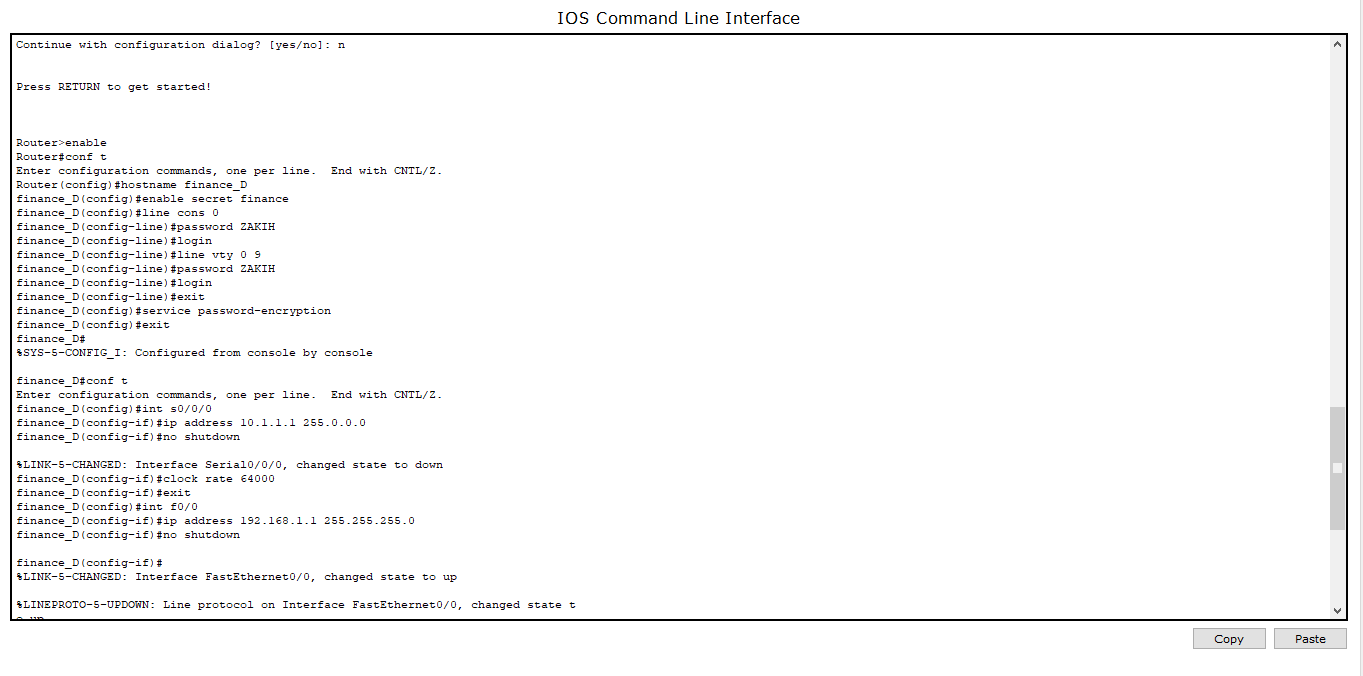 IOS Command Line Interface
Continue with configuration dialog? [yes/no]: n
Press RETURN to get started!
Router>enable
Router#conf t
Enter configuration commands, one per line.  End with CNTL/Z.
Router(config)#hostname finance_D
finance_D(config)#enable secret finance
finance_D(config)#line cons 0
finance_D(config-line)#password ZAKIH
finance_D(config-line)#login
finance_D(config-line)#line vty 0 9
finance_D(config-line)#password ZAKIH
finance_D(config-line)#login
finance_D(config-line)#exit
finance_D(config)#service password-encryption
finance_D(config)#exit
finance_D#
%SYS-5-CONFIG_I: Configured from console by console
finance_D#conf t
Enter configuration commands, one per line.  End with CNTL/Z.
finance_D(config)#int s0/0/0
finance_D(config-if)#ip address 10.1.1.1 255.0.0.0
finance_D(config-if)#no shutdown
%LINK-5-CHANGED: Interface Serial0/0/0, changed state to down
finance_D(config-if)#clock rate 64000
finance_D(config-if)#exit
finance_D(config)#int f0/0
finance_D(config-if)#ip address 192.168.1.1 255.255.255.0
finance_D(config-if)#no shutdown
finance_D(config-if)#
%LINK-5-CHANGED: Interface FastEthernet0/0, changed state to up
%LINEPROTO-5-UPDOWN: Line protocol on Interface FastEthernet0/0, changed state t
o up
Copy
Paste